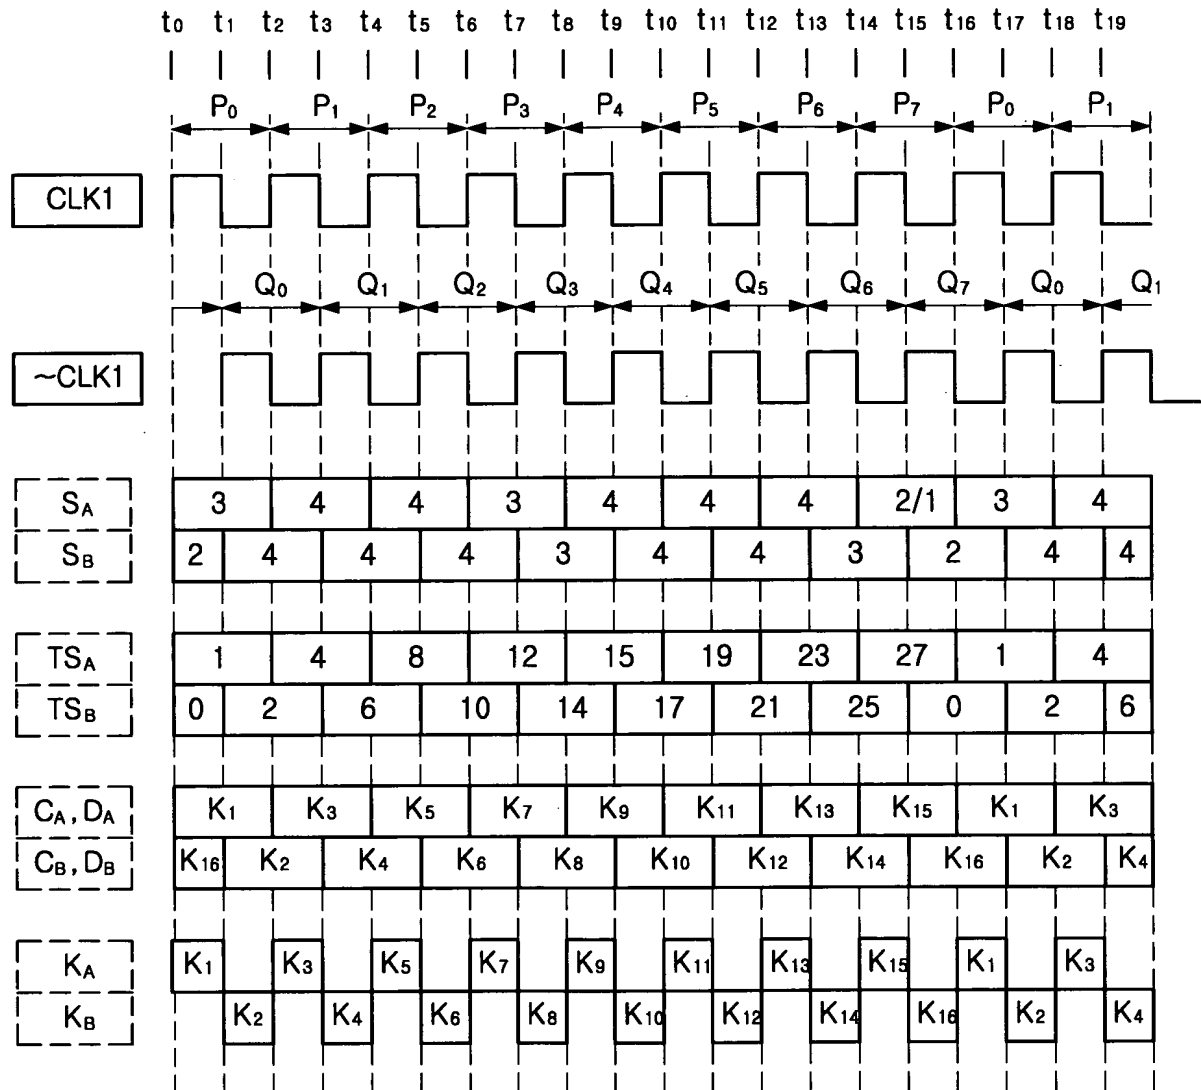 t0 t1 t2 t3 t4 t5 t6 t7 t8 t9 t10 t11 t12 t13 t14 t15 t16 t17 t18 t19
P0 P1 P2 P3 P4 P5 P6 P7 P0 P1
CLK1
Q0 Q1 Q2 Q3 Q4 Q5 Q6 Q7 Q0 Q1
~CLK1
SA 3 4 4 3 4 4 4 2/1 3 4
SB 2 4 4 4 3 4 4 3 2 4 4
TSA 1 4 8 12 15 19 23 27 1 4
TSB 0 2 6 10 14 17 21 25 0 2 6
CA, DA K1 K3 K5 K7 K9 K11 K13 K15 K1 K3
CB, DB K16 K2 K4 K6 K8 K10 K12 K14 K16 K2 K4
KA K1 K3 K5 K7 K9 K11 K13 K15 K1 K3
KB K2 K4 K6 K8 K10 K12 K14 K16 K2 K4